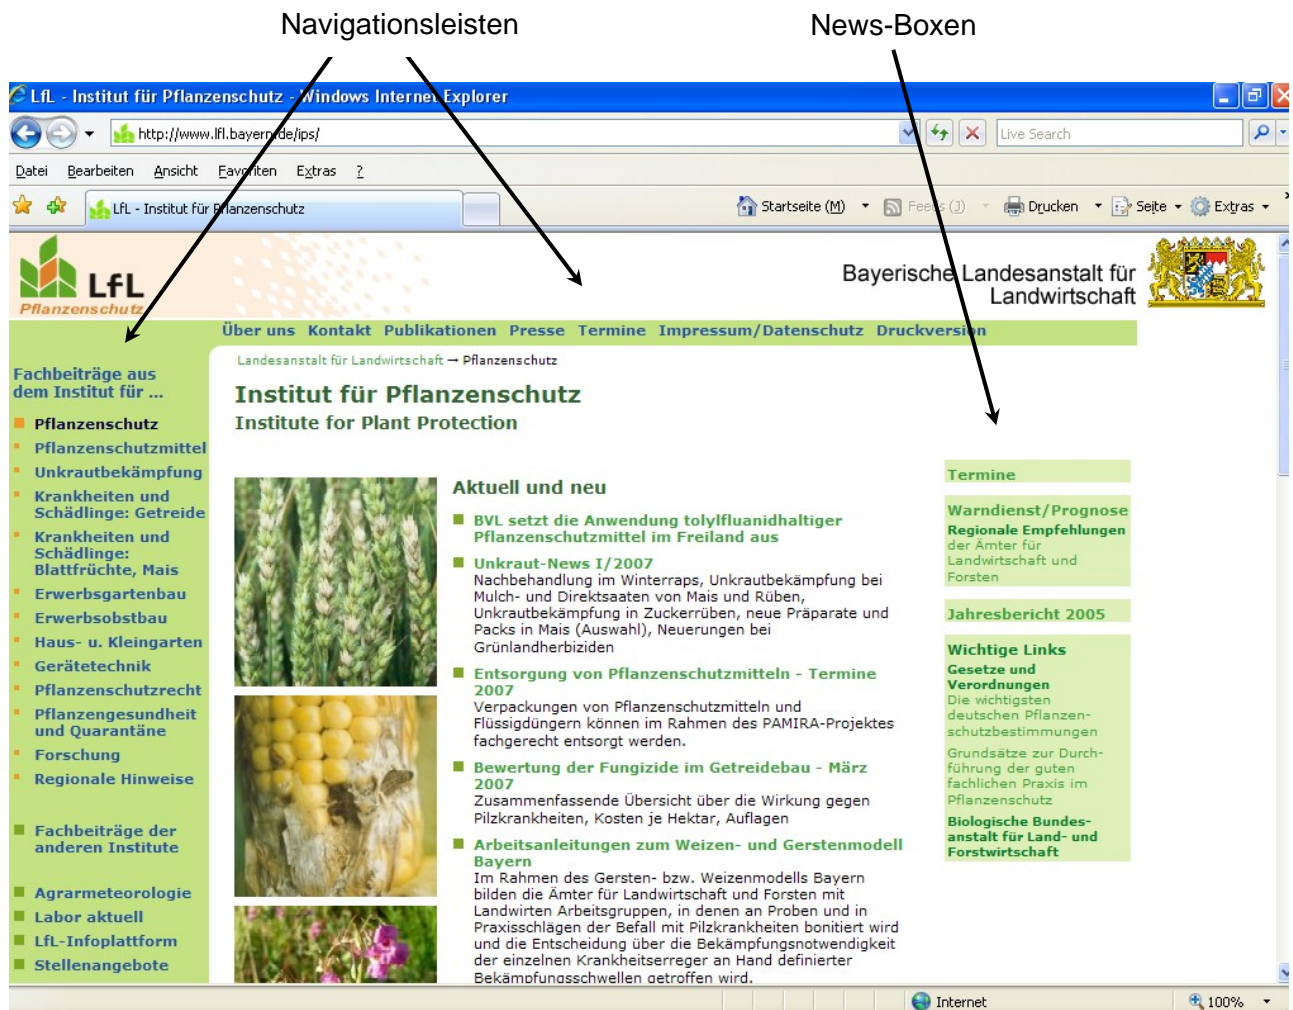 Navigationsleisten
News-Boxen
LfL - Institut für Pflanzenschutz - Windows Internet Explorer
http://www.lfl.bayern.de/ips/
Live Search
Datei Bearbeiten Ansicht Favoriten Extras ?
LfL - Institut für Pflanzenschutz
Startseite (M) Feeds (J) Drucken Seite Extras
LfL
Pflanzenschutz
Bayerische Landesanstalt für
Landwirtschaft
Über uns Kontakt Publikationen Presse Termine Impressum/Datenschutz Druckversion
Landesanstalt für Landwirtschaft → Pflanzenschutz
Fachbeiträge aus
dem Institut für ...
Pflanzenschutz
Pflanzenschutzmittel
Unkrautbekämpfung
Krankheiten und
Schädlinge: Getreide
Krankheiten und
Schädlinge:
Blattfrüchte, Mais
Erwerbsgartenbau
Erwerbsobstbau
Haus- u. Kleingarten
Gerätetechnik
Pflanzenschutzrecht
Pflanzengesundheit
und Quarantäne
Forschung
Regionale Hinweise
Fachbeiträge der
anderen Institute
Agrarmeteorologie
Labor aktuell
LfL-Infoplattform
Stellenangebote
Institut für Pflanzenschutz
Institute for Plant Protection
Aktuell und neu
BVL setzt die Anwendung tolylfluanidhaltiger
Pflanzenschutzmittel im Freiland aus
Unkraut-News I/2007
Nachbehandlung im Winterraps, Unkrautbekämpfung bei
Mulch- und Direktsaaten von Mais und Rüben,
Unkrautbekämpfung in Zuckerrüben, neue Präparate und
Packs in Mais (Auswahl), Neuerungen bei
Grünlandherbiziden
Entsorgung von Pflanzenschutzmitteln - Termine
2007
Verpackungen von Pflanzenschutzmitteln und
Flüssigdüngern können im Rahmen des PAMIRA-Projektes
fachgerecht entsorgt werden.
Bewertung der Fungizide im Getreidebau - März
2007
Zusammenfassende Übersicht über die Wirkung gegen
Pilzkrankheiten, Kosten je Hektar, Auflagen
Arbeitsanleitungen zum Weizen- und Gerstenmodell
Bayern
Im Rahmen des Gersten- bzw. Weizenmodells Bayern
bilden die Ämter für Landwirtschaft und Forsten mit
Landwirten Arbeitsgruppen, in denen an Proben und in
Praxisschlägen der Befall mit Pilzkrankheiten bonitiert wird
und die Entscheidung über die Bekämpfungsnotwendigkeit
der einzelnen Krankheitserreger an Hand definierter
Bekämpfungsschwellen getroffen wird.
Termine
Warndienst/Prognose
Regionale Empfehlungen
der Ämter für
Landwirtschaft und
Forsten
Jahresbericht 2005
Wichtige Links
Gesetze und
Verordnungen
Die wichtigsten
deutschen Pflanzen-
schutzbestimmungen
Grundsätze zur Durch-
führung der guten
fachlichen Praxis im
Pflanzenschutz
Biologische Bundes-
anstalt für Land- und
Forstwirtschaft
Internet
100%